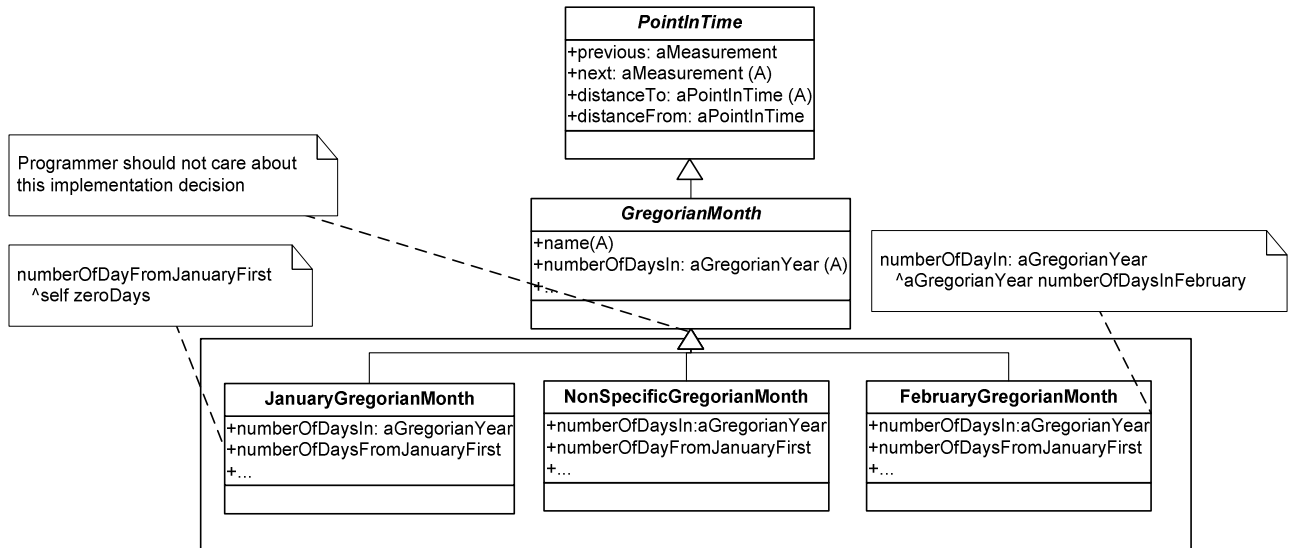 PointInTime
+previous: aMeasurement
+next: aMeasurement (A)
+distanceTo: aPointInTime (A)
+distanceFrom: aPointInTime
Programmer should not care about
this implementation decision
GregorianMonth
+name(A)
+numberOfDaysIn: aGregorianYear (A)
+...
numberOfDayFromJanuaryFirst
^self zeroDays
numberOfDayIn: aGregorianYear
^aGregorianYear numberOfDaysInFebruary
JanuaryGregorianMonth
+numberOfDaysIn: aGregorianYear
+numberOfDaysFromJanuaryFirst
+...
NonSpecificGregorianMonth
+numberOfDaysIn:aGregorianYear
+numberOfDayFromJanuaryFirst
+...
FebruaryGregorianMonth
+numberOfDaysIn:aGregorianYear
+numberOfDaysFromJanuaryFirst
+...